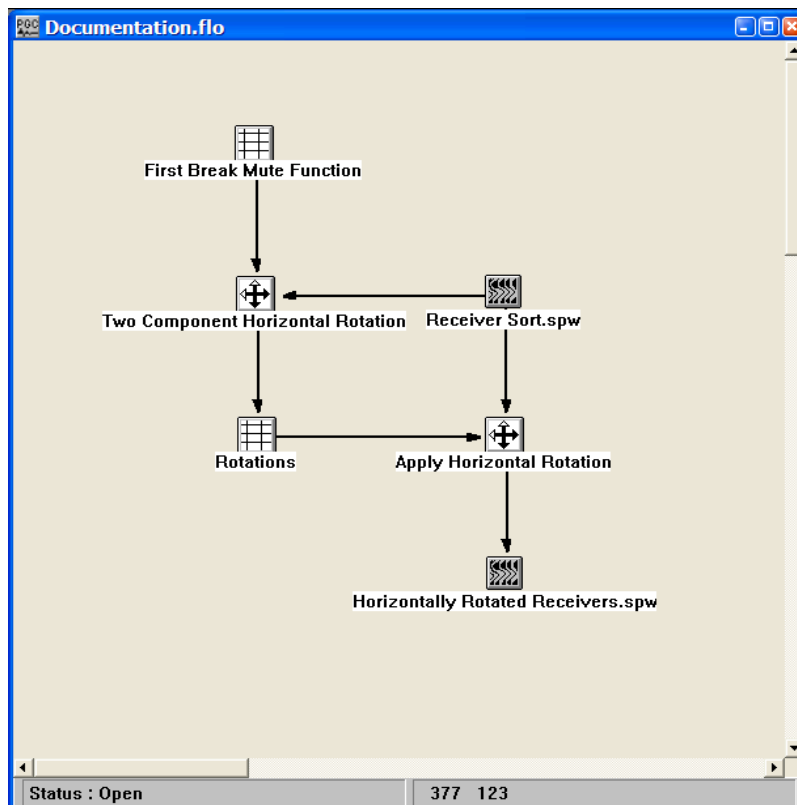 PGC
Documentation.flo
First Break Mute Function
Two Component Horizontal Rotation
Receiver Sort.spw
Rotations
Apply Horizontal Rotation
Horizontally Rotated Receivers.spw
Status : Open
377 123